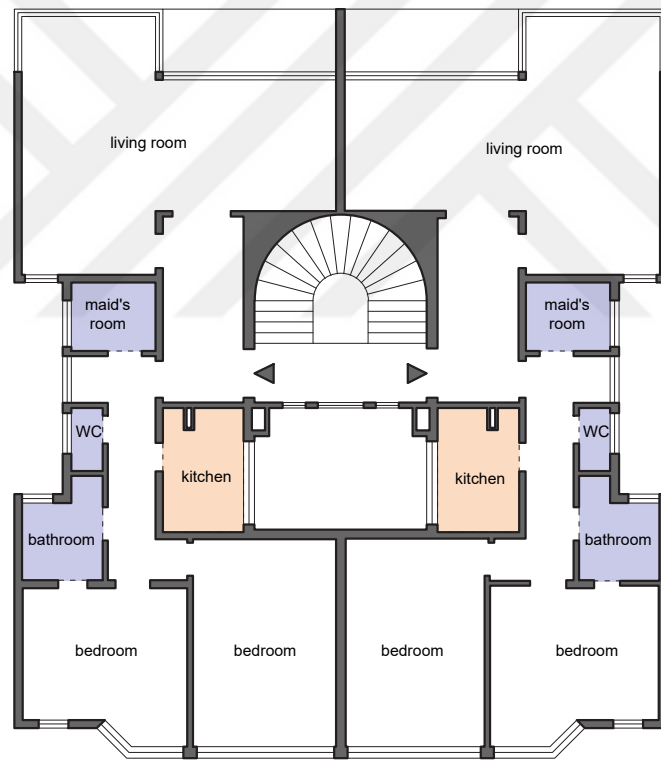 living room
living room
maid's
room
maid's
room
WC
WC
kitchen
kitchen
bathroom
bathroom
bedroom
bedroom
bedroom
bedroom